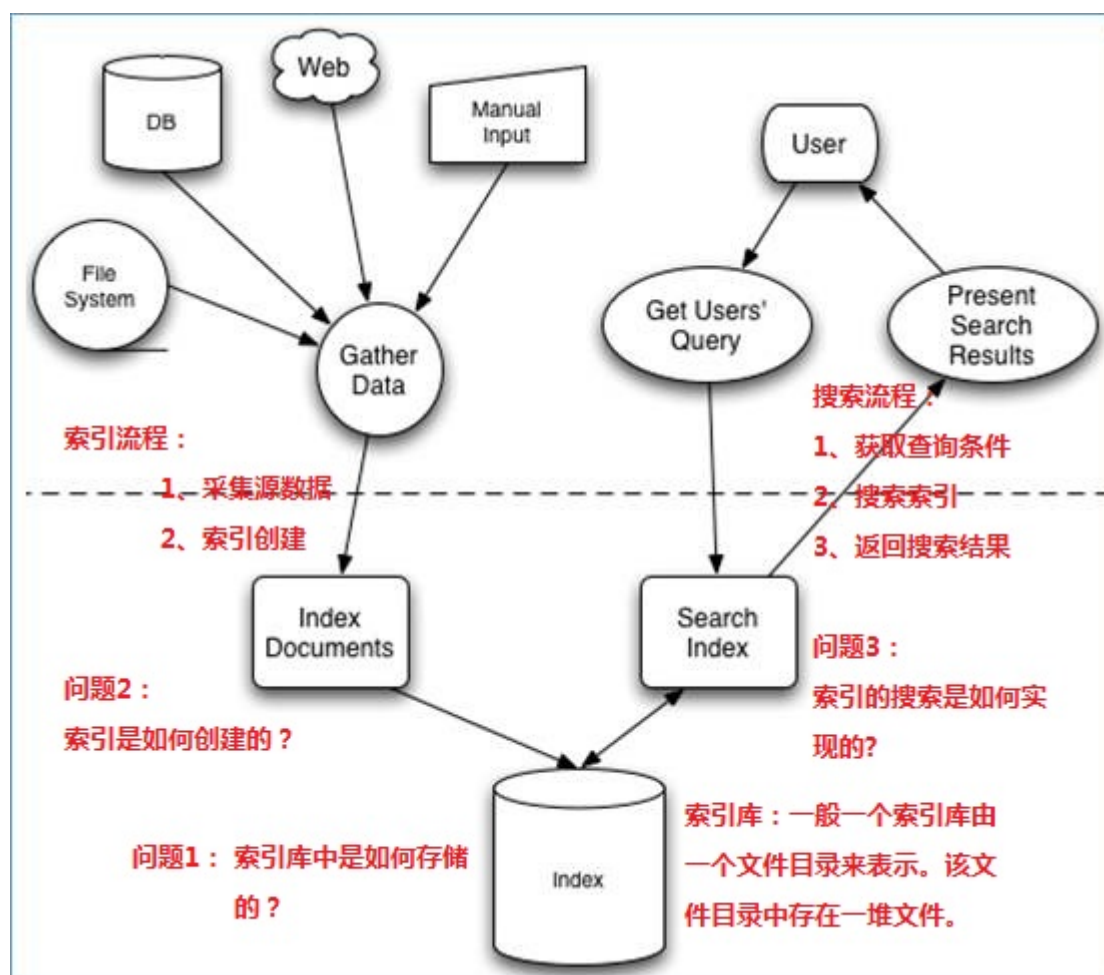 Web
DB
Manual
Input
User
File
System
Gather
Data
Get Users'
Query
Present
Search
Results
索引流程：
1、采集源数据
2、索引创建
搜索流程：
1、获取查询条件
2、搜索索引
3、返回搜索结果
Index
Documents
Search
Index
问题2：
索引是如何创建的？
问题3：
索引的搜索是如何实
现的?
问题1： 索引库中是如何存储
的？
Index
索引库：一般一个索引库由
一个文件目录来表示。该文
件目录中存在一堆文件。